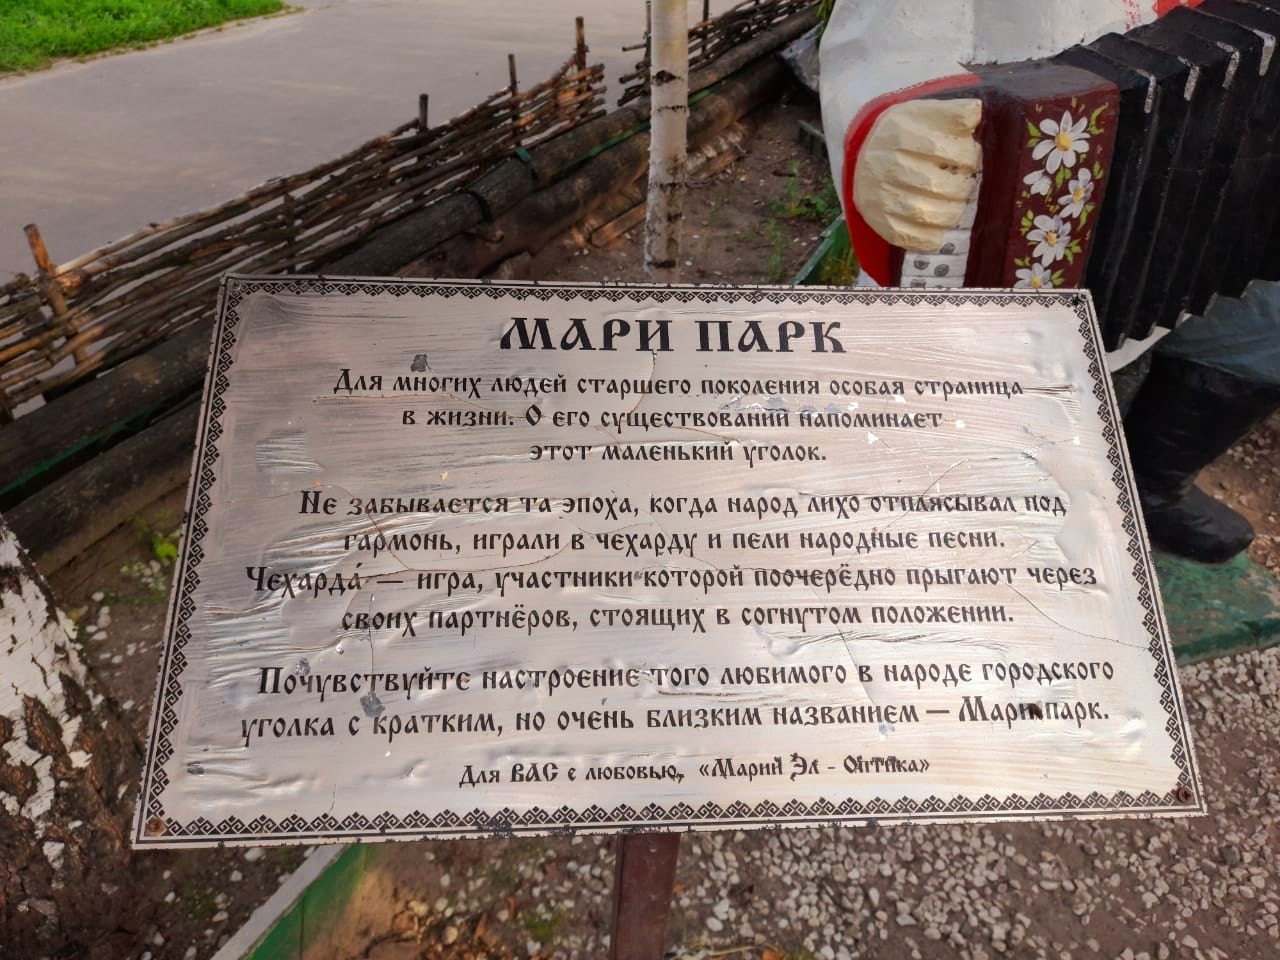 МАРИ ПАРК
Для многих людей старшего поколения особая страница
в жизни. О его существовании напоминает
этот маленький уголок.
Не забывается та эпоха, когда народ лихо отплясывал под
гармонь, играли в чехарду и пели народные песни.
Чехарда́ — игра, участники которой поочерёдно прыгают через
своих партнёров, стоящих в согнутом положении.
Почувствуйте настроение того любимого в народе городского
уголка с кратким, но очень близким названием — Мари парк.
Для ВАС с любовью, «Марий Эл - Оптика»